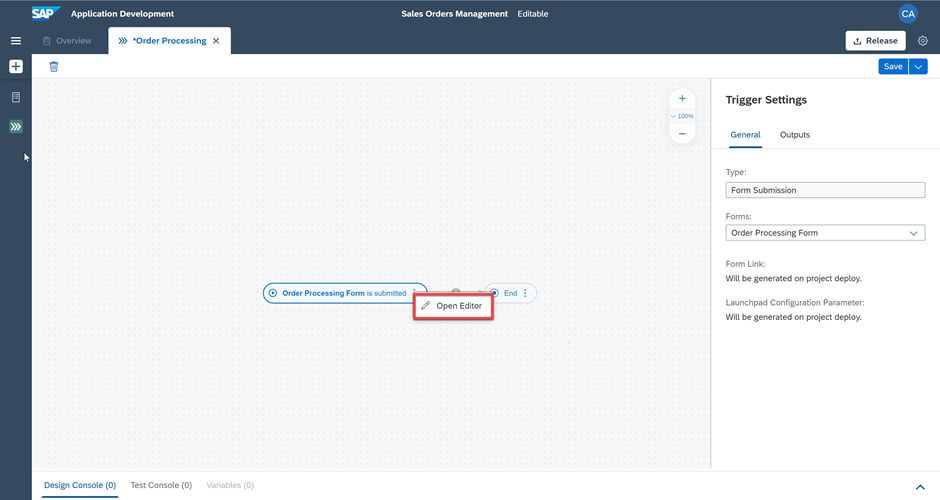 SAP Application Development Sales Orders Management Editable CA
Overview *Order Processing Release
Save
100%
Trigger Settings
General Outputs
Type:
Form Submission
Forms:
Order Processing Form
Form Link:
Will be generated on project deploy.
Launchpad Configuration Parameter:
Will be generated on project deploy.
Order Processing Form is submitted End
Open Editor
Design Console (0) Test Console (0) Variables (0)